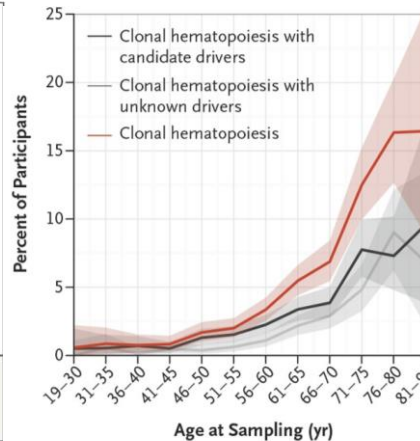 25
20
15
10
5
0
Percent of Participants
Clonal hematopoiesis with
candidate drivers
Clonal hematopoiesis with
unknown drivers
Clonal hematopoiesis
19–30
31–35
36–40
41–45
46–50
51–55
56–60
61–65
66–70
71–75
76–80
Age at Sampling (yr)